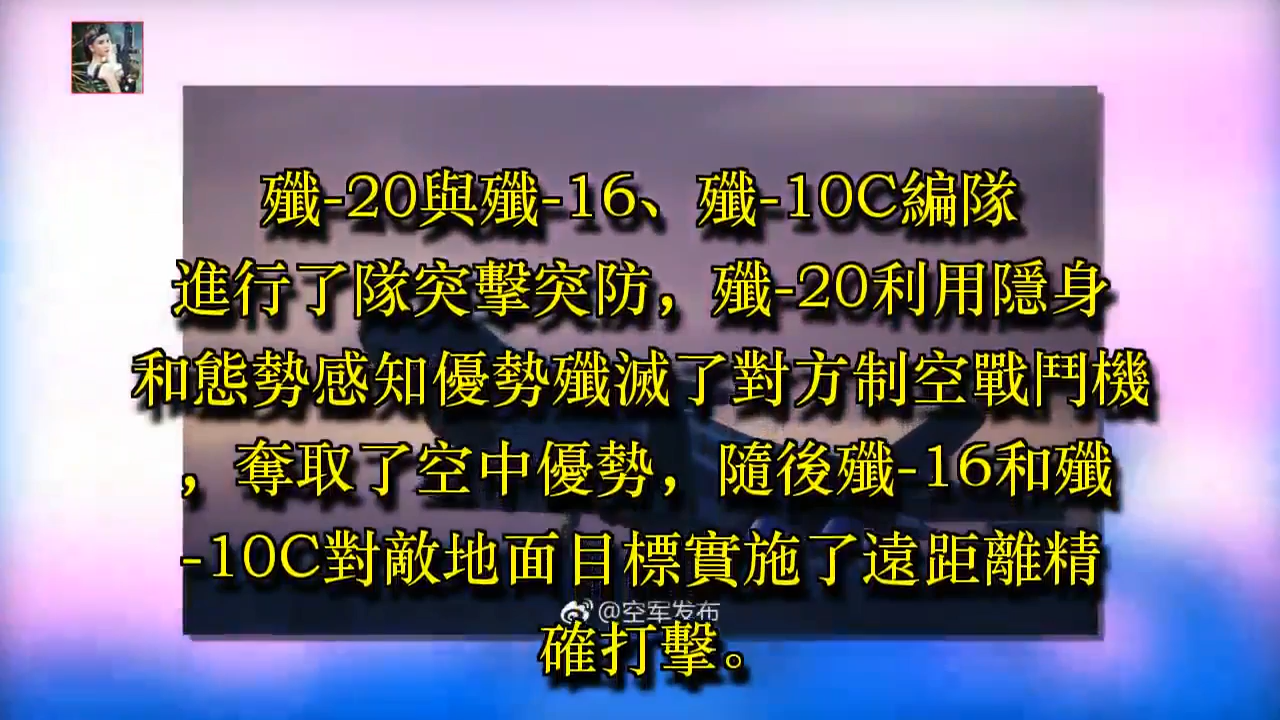 殲-20與殲-16、殲-10C編隊
進行了隊突擊突防，殲-20利用隱身
和態勢感知優勢殲滅了對方制空戰鬥機
，奪取了空中優勢，隨後殲-16和殲
-10C對敵地面目標實施了遠距離精
@空军发布
確打擊。